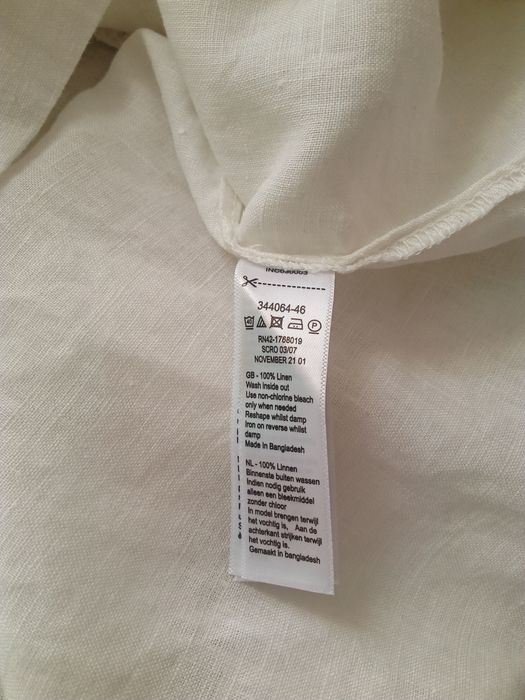 344064-46
40
P
RN42-1768019
SCRO 03/07
NOVEMBER 21 01
GB - 100% Linen
Wash inside out
Use non-chlorine bleach
only when needed
Reshape whilst damp
Iron on reverse whilst
damp
Made in Bangladesh
NL - 100% Linnen
Binnenste buiten wassen
Indien nodig gebruik
alleen een bleekmiddel
zonder chloor
In model brengen terwijl
het vochtig is, Aan de
achterkant strijken terwijl
het vochtig is.
Gemaakt in bangladesh